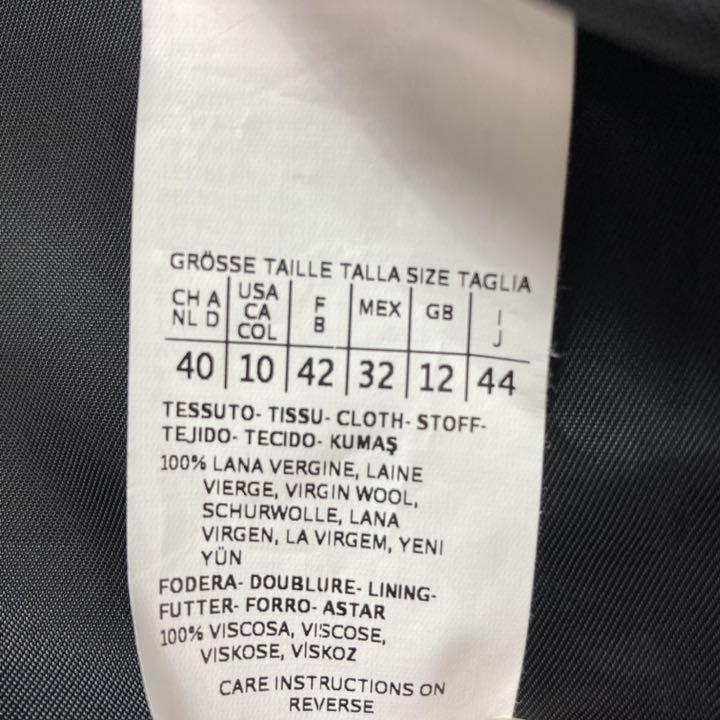 GRÖSSE TAILLE TALLA SIZE TAGLIA
CH A NL D | USA CA COL | F B | MEX | GB | I J
40 | 10 | 42 | 32 | 12 | 44
TESSUTO- TISSU- CLOTH- STOFF-
TEJIDO- TECIDO- KUMAŞ
100% LANA VERGINE, LAINE
VIERGE, VIRGIN WOOL,
SCHURWOLLE, LANA
VIRGEN, LA VIRGEM, YENI
YÜN
FODERA- DOUBLURE- LINING-
FUTTER- FORRO- ASTAR
100% VISCOSA, VISCOSE,
VISKOSE, VİSKOZ
CARE INSTRUCTIONS ON
REVERSE